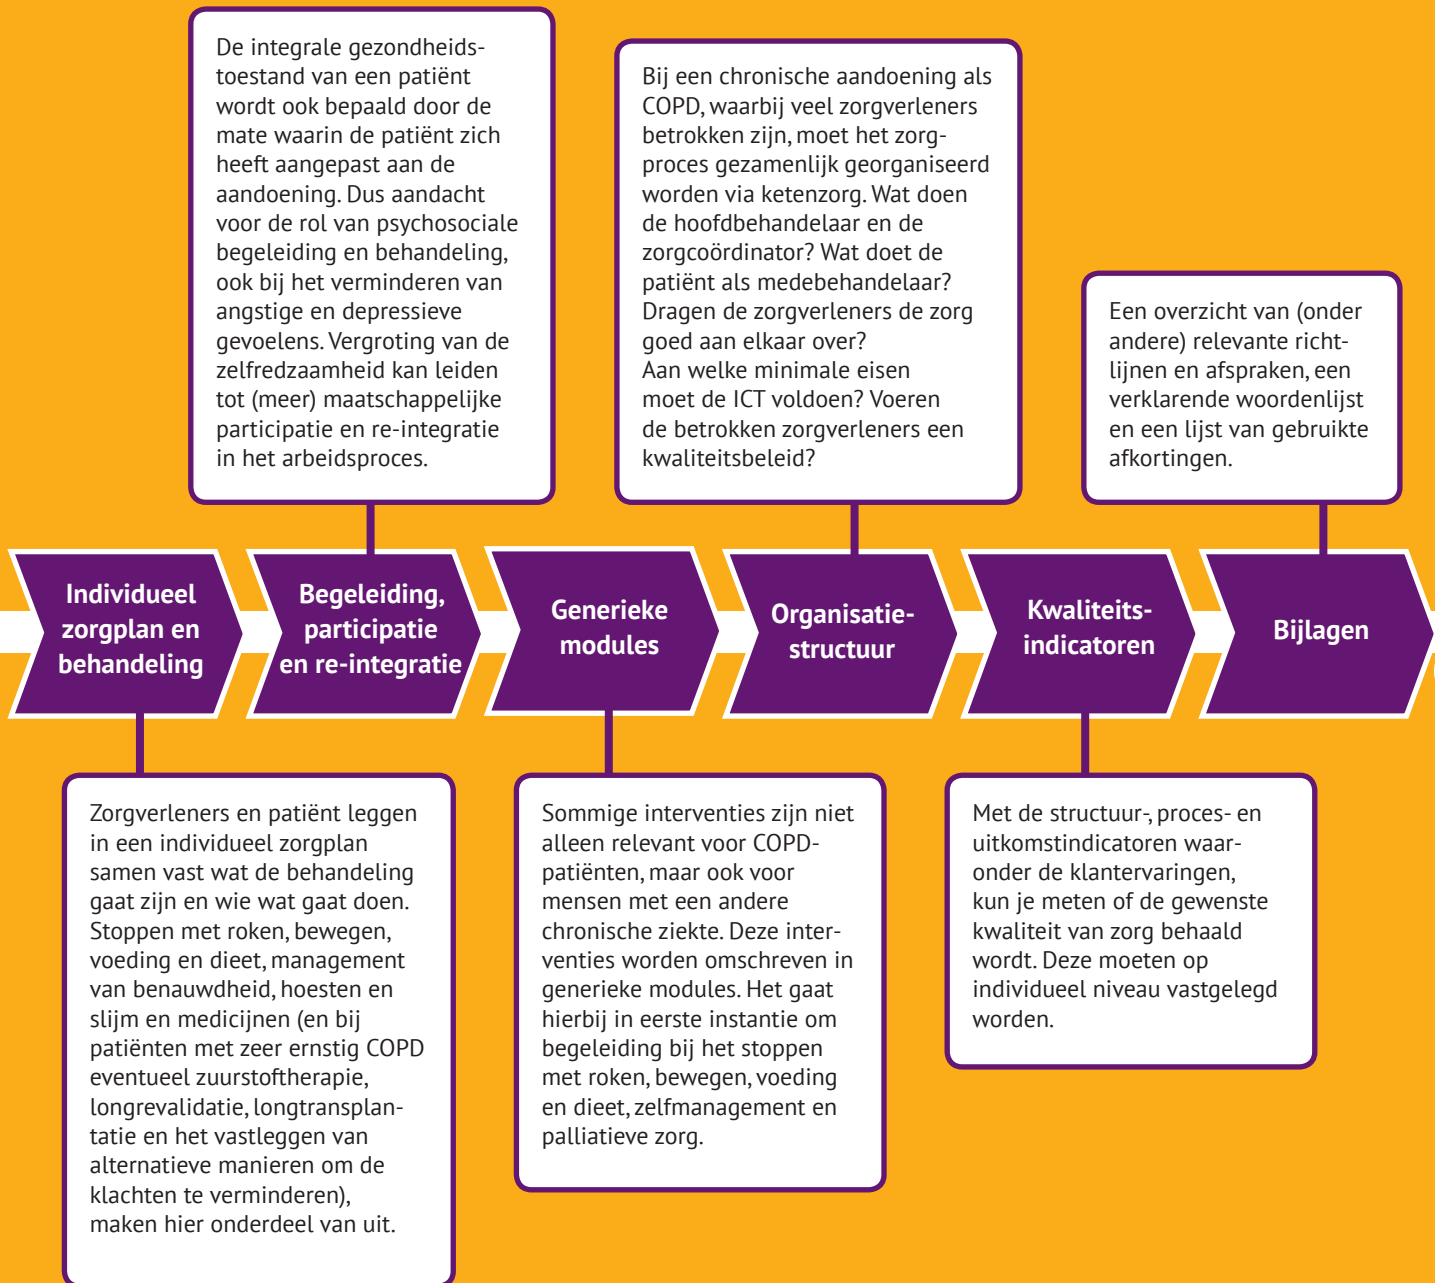 De integrale gezondheids-
toestand van een patiënt
wordt ook bepaald door de
mate waarin de patiënt zich
heeft aangepast aan de
aandoening. Dus aandacht
voor de rol van psychosociale
begeleiding en behandeling,
ook bij het verminderen van
angstige en depressieve
gevoelens. Vergroting van de
zelfredzaamheid kan leiden
tot (meer) maatschappelijke
participatie en re-integratie
in het arbeidsproces.
Bij een chronische aandoening als
COPD, waarbij veel zorgverleners
betrokken zijn, moet het zorg-
proces gezamenlijk georganiseerd
worden via ketenzorg. Wat doen
de hoofdbehandelaar en de
zorgcoördinator? Wat doet de
patiënt als medebehandelaar?
Dragen de zorgverleners de zorg
goed aan elkaar over?
Aan welke minimale eisen
moet de ICT voldoen? Voeren
de betrokken zorgverleners een
kwaliteitsbeleid?
Een overzicht van (onder
andere) relevante richt-
lijnen en afspraken, een
verklarende woordenlijst
en een lijst van gebruikte
afkortingen.
Individueel
zorgplan en
behandeling
Begeleiding,
participatie
en re-integratie
Generieke
modules
Organisatie-
structuur
Kwaliteits-
indicatoren
Bijlagen
Zorgverleners en patiënt leggen
in een individueel zorgplan
samen vast wat de behandeling
gaat zijn en wie wat gaat doen.
Stoppen met roken, bewegen,
voeding en dieet, management
van benauwdheid, hoesten en
slijm en medicijnen (en bij
patiënten met zeer ernstig COPD
eventueel zuurstoftherapie,
longrevalidatie, longtransplan-
tatie en het vastleggen van
alternatieve manieren om de
klachten te verminderen),
maken hier onderdeel van uit.
Sommige interventies zijn niet
alleen relevant voor COPD-
patiënten, maar ook voor
mensen met een andere
chronische ziekte. Deze inter-
venties worden omschreven in
generieke modules. Het gaat
hierbij in eerste instantie om
begeleiding bij het stoppen
met roken, bewegen, voeding
en dieet, zelfmanagement en
palliatieve zorg.
Met de structuur-, proces- en
uitkomstindicatoren waar-
onder de klantervaringen,
kun je meten of de gewenste
kwaliteit van zorg behaald
wordt. Deze moeten op
individueel niveau vastgelegd
worden.